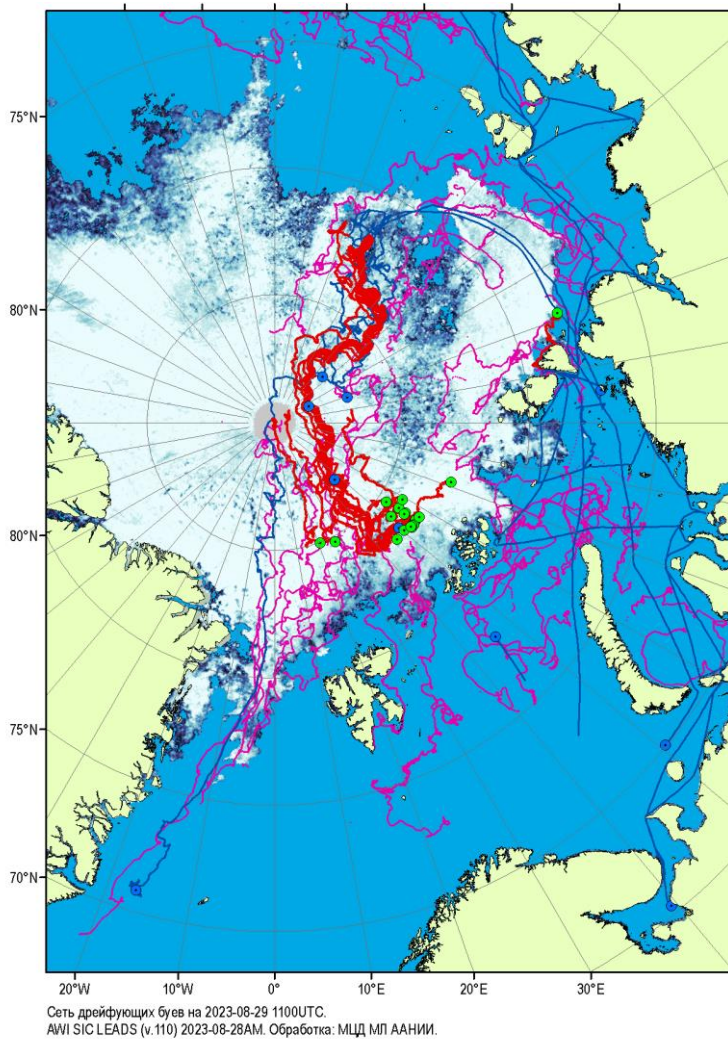 75°N
80°N
80°N
75°N
70°N
20°W 10°W 0° 10°E 20°E 30°E
Сеть дрейфующих буев на 2023-08-29 1100UTC.
AWI SIC LEADS (v.110) 2023-08-28AM. Обработка: МЦД МЛ ААНИИ.